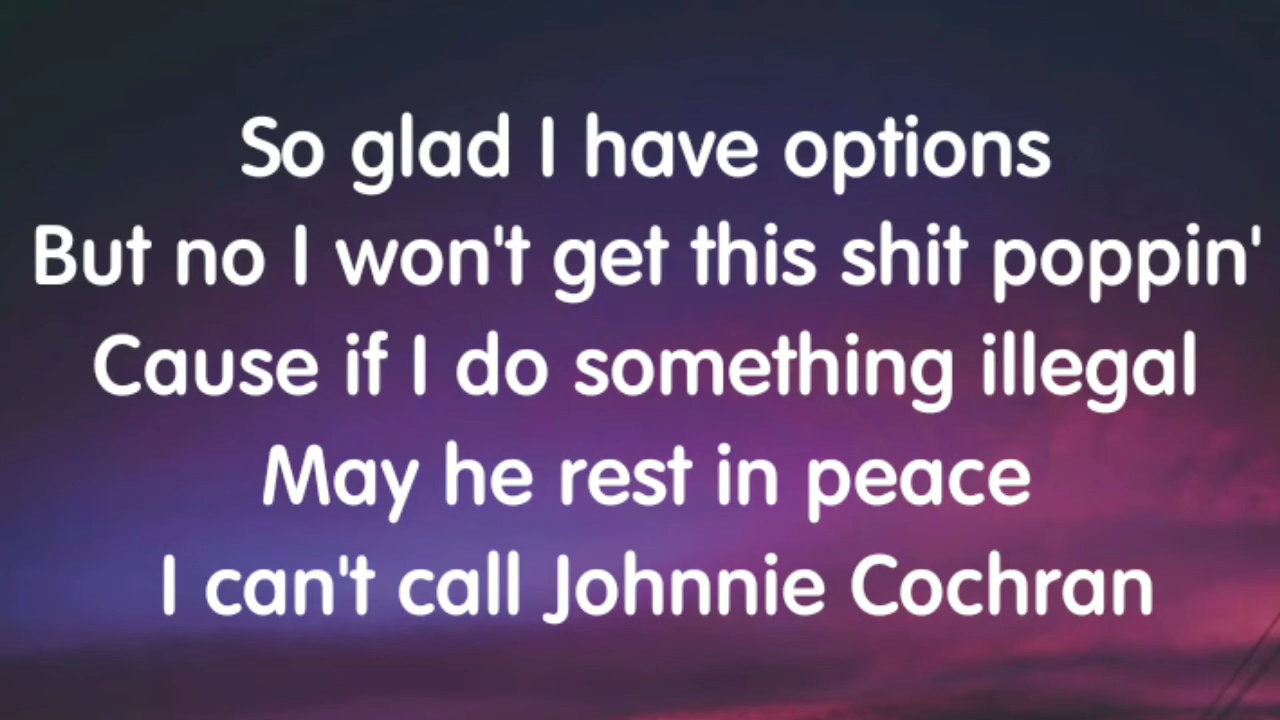 So glad I have options
But no I won't get this shit poppin'
Cause if I do something illegal
May he rest in peace
I can't call Johnnie Cochran